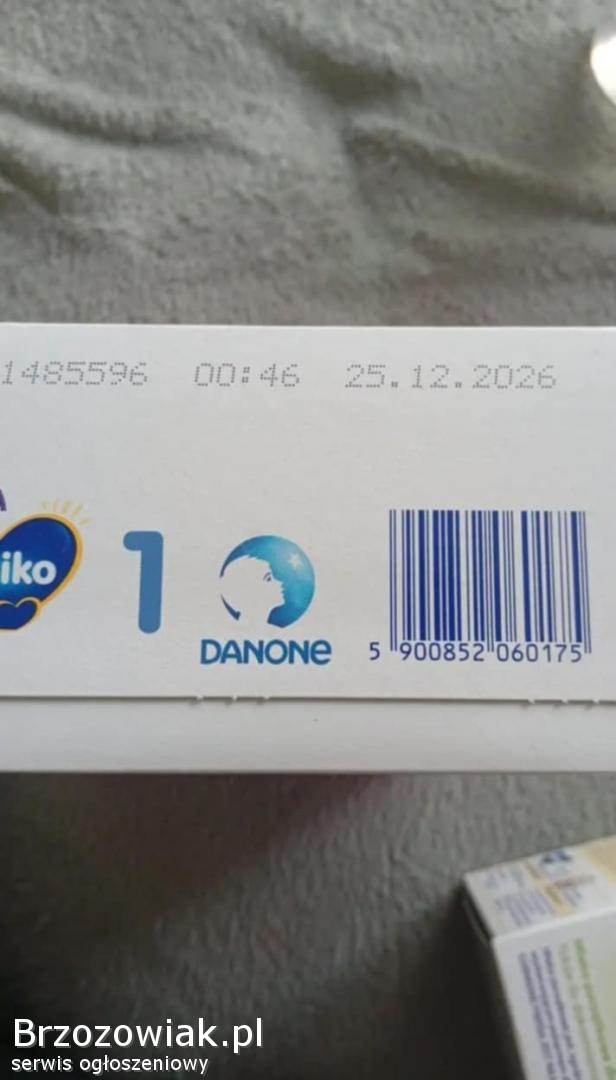 1485596 00:46 25.12.2026
iko
1
DANONE
5 900852 060175
Brzozowiak.pl
serwis ogłoszeniowy